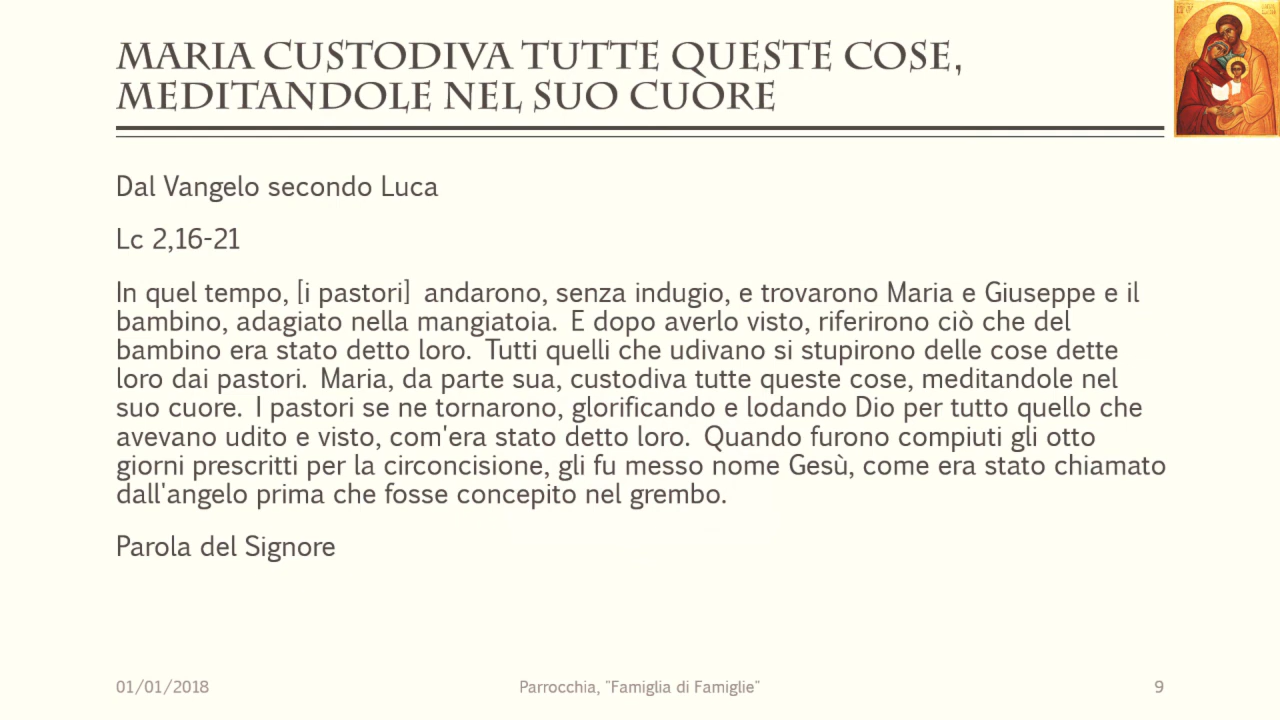 MARIA CUSTODIVA TUTTE QUESTE COSE,
MEDITANDOLE NEL SUO CUORE
Dal Vangelo secondo Luca
Lc 2,16-21
In quel tempo, [i pastori] andarono, senza indugio, e trovarono Maria e Giuseppe e il
bambino, adagiato nella mangiatoia. E dopo averlo visto, riferirono ciò che del
bambino era stato detto loro. Tutti quelli che udivano si stupirono delle cose dette
loro dai pastori. Maria, da parte sua, custodiva tutte queste cose, meditandole nel
suo cuore. I pastori se ne tornarono, glorificando e lodando Dio per tutto quello che
avevano udito e visto, com'era stato detto loro. Quando furono compiuti gli otto
giorni prescritti per la circoncisione, gli fu messo nome Gesù, come era stato chiamato
dall'angelo prima che fosse concepito nel grembo.
Parola del Signore
01/01/2018
Parrocchia, "Famiglia di Famiglie"
9